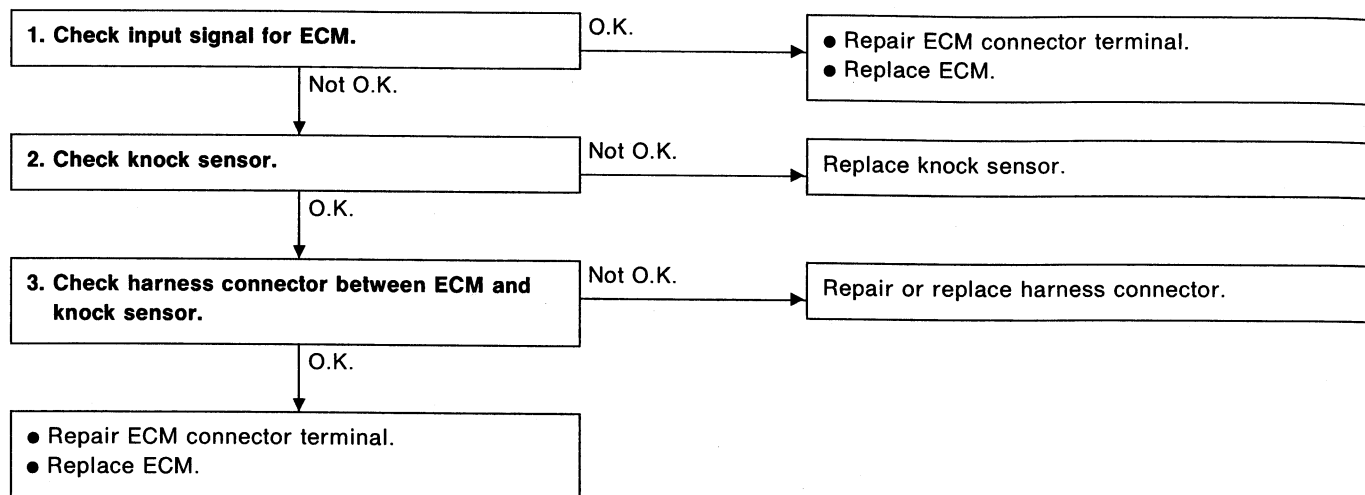 1. Check input signal for ECM.
O.K.
● Repair ECM connector terminal.
● Replace ECM.
Not O.K.
2. Check knock sensor.
Not O.K.
Replace knock sensor.
O.K.
3. Check harness connector between ECM and
knock sensor.
Not O.K.
Repair or replace harness connector.
O.K.
● Repair ECM connector terminal.
● Replace ECM.